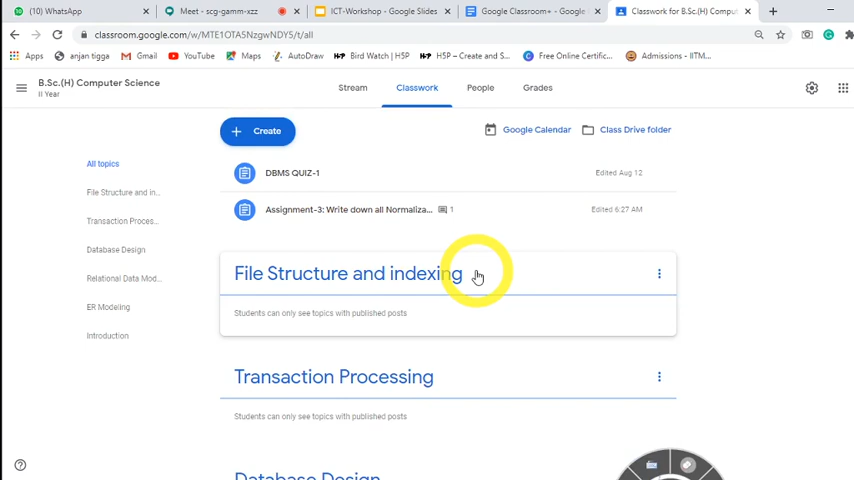 (10) WhatsApp
Meet - scg-gamm-xzz
ICT-Workshop - Google Slides
Google Classroom+ - Google
Classwork for B.Sc.(H) Comput
classroom.google.com/w/MTE1OTA5NzgwNDY5/t/all
Apps
anjan tigga
Gmail
YouTube
Maps
AutoDraw
Bird Watch | H5P
H5P – Create and S...
Free Online Certific...
Admissions - IITM...
B.Sc.(H) Computer Science
II Year
Stream
Classwork
People
Grades
Create
Google Calendar
Class Drive folder
All topics
File Structure and in...
Transaction Proces...
Database Design
Relational Data Mod...
ER Modeling
Introduction
DBMS QUIZ-1
Edited Aug 12
Assignment-3: Write down all Normaliza...
1
Edited 6:27 AM
File Structure and indexing
Students can only see topics with published posts
Transaction Processing
Students can only see topics with published posts
Database Design